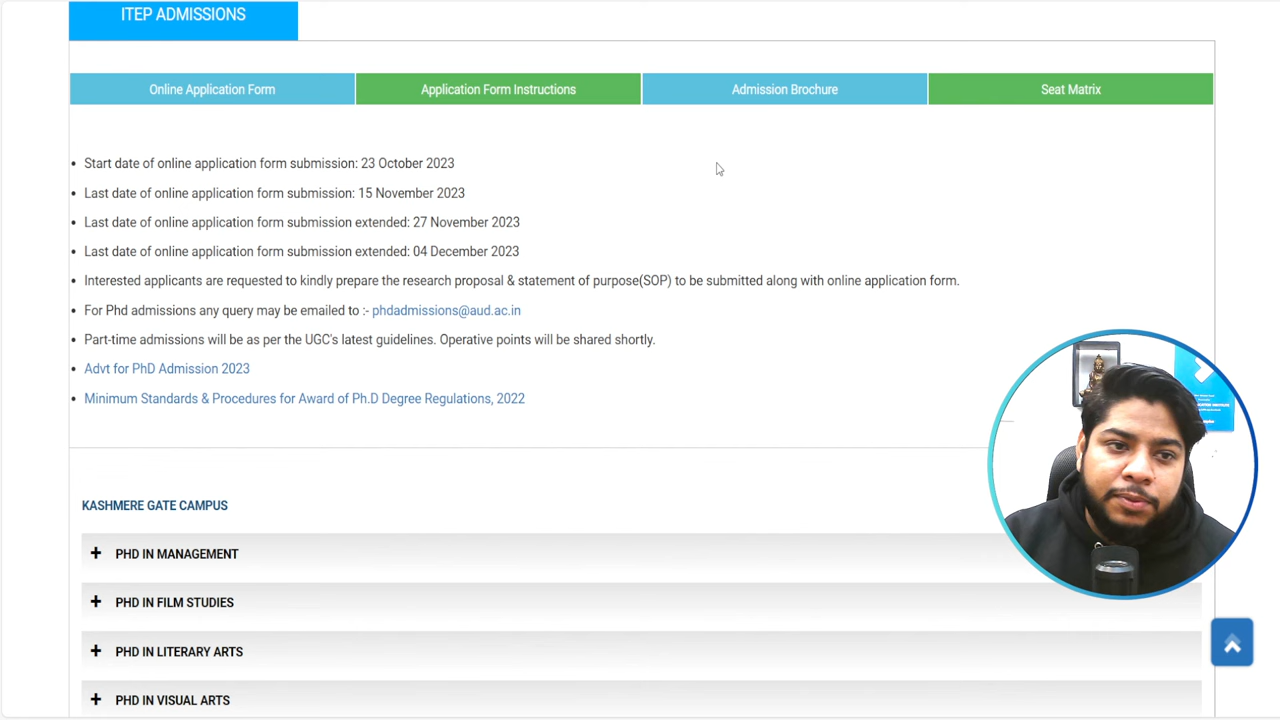 ITEP ADMISSIONS
Online Application Form
Application Form Instructions
Admission Brochure
Seat Matrix
• Start date of online application form submission: 23 October 2023
• Last date of online application form submission: 15 November 2023
• Last date of online application form submission extended: 27 November 2023
• Last date of online application form submission extended: 04 December 2023
• Interested applicants are requested to kindly prepare the research proposal & statement of purpose(SOP) to be submitted along with online application form.
• For Phd admissions any query may be emailed to :- phdadmissions@aud.ac.in
• Part-time admissions will be as per the UGC's latest guidelines. Operative points will be shared shortly.
• Advt for PhD Admission 2023
• Minimum Standards & Procedures for Award of Ph.D Degree Regulations, 2022
KASHMERE GATE CAMPUS
+ PHD IN MANAGEMENT
+ PHD IN FILM STUDIES
+ PHD IN LITERARY ARTS
+ PHD IN VISUAL ARTS